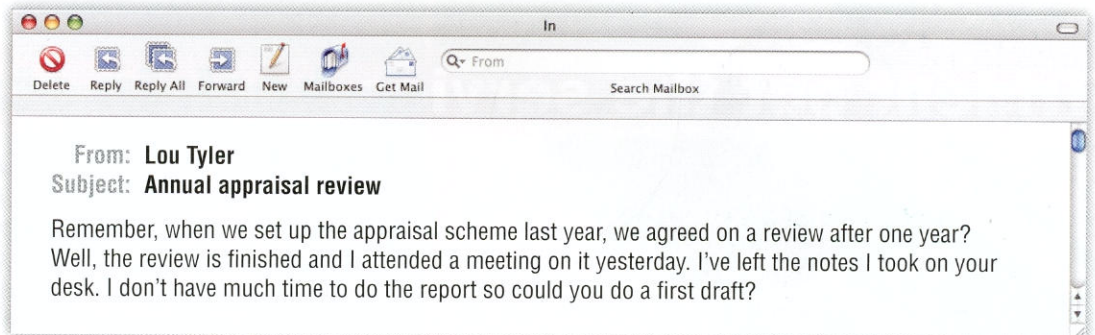 In
Delete Reply Reply All Forward New Mailboxes Get Mail
From
Search Mailbox
From: Lou Tyler
Subject: Annual appraisal review
Remember, when we set up the appraisal scheme last year, we agreed on a review after one year?
Well, the review is finished and I attended a meeting on it yesterday. I've left the notes I took on your
desk. I don't have much time to do the report so could you do a first draft?